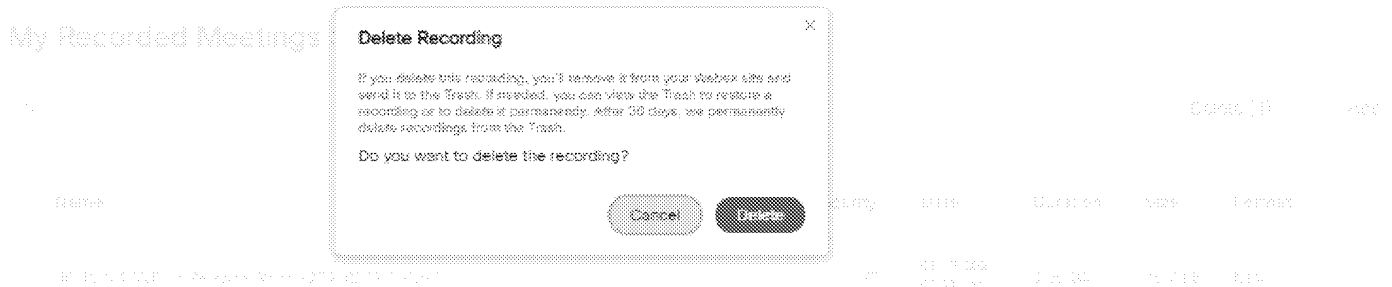 My Recorded Meetings
Delete Recording
If you delete this recording, you'll remove it from your Webex site and
send it to the Trash. If needed, you can view the Trash to restore a
recording or to delete it permanently. After 30 days, we permanently
delete recordings from the Trash.
Do you want to delete the recording?
Cancel Delete
Name Date Duration Size Format